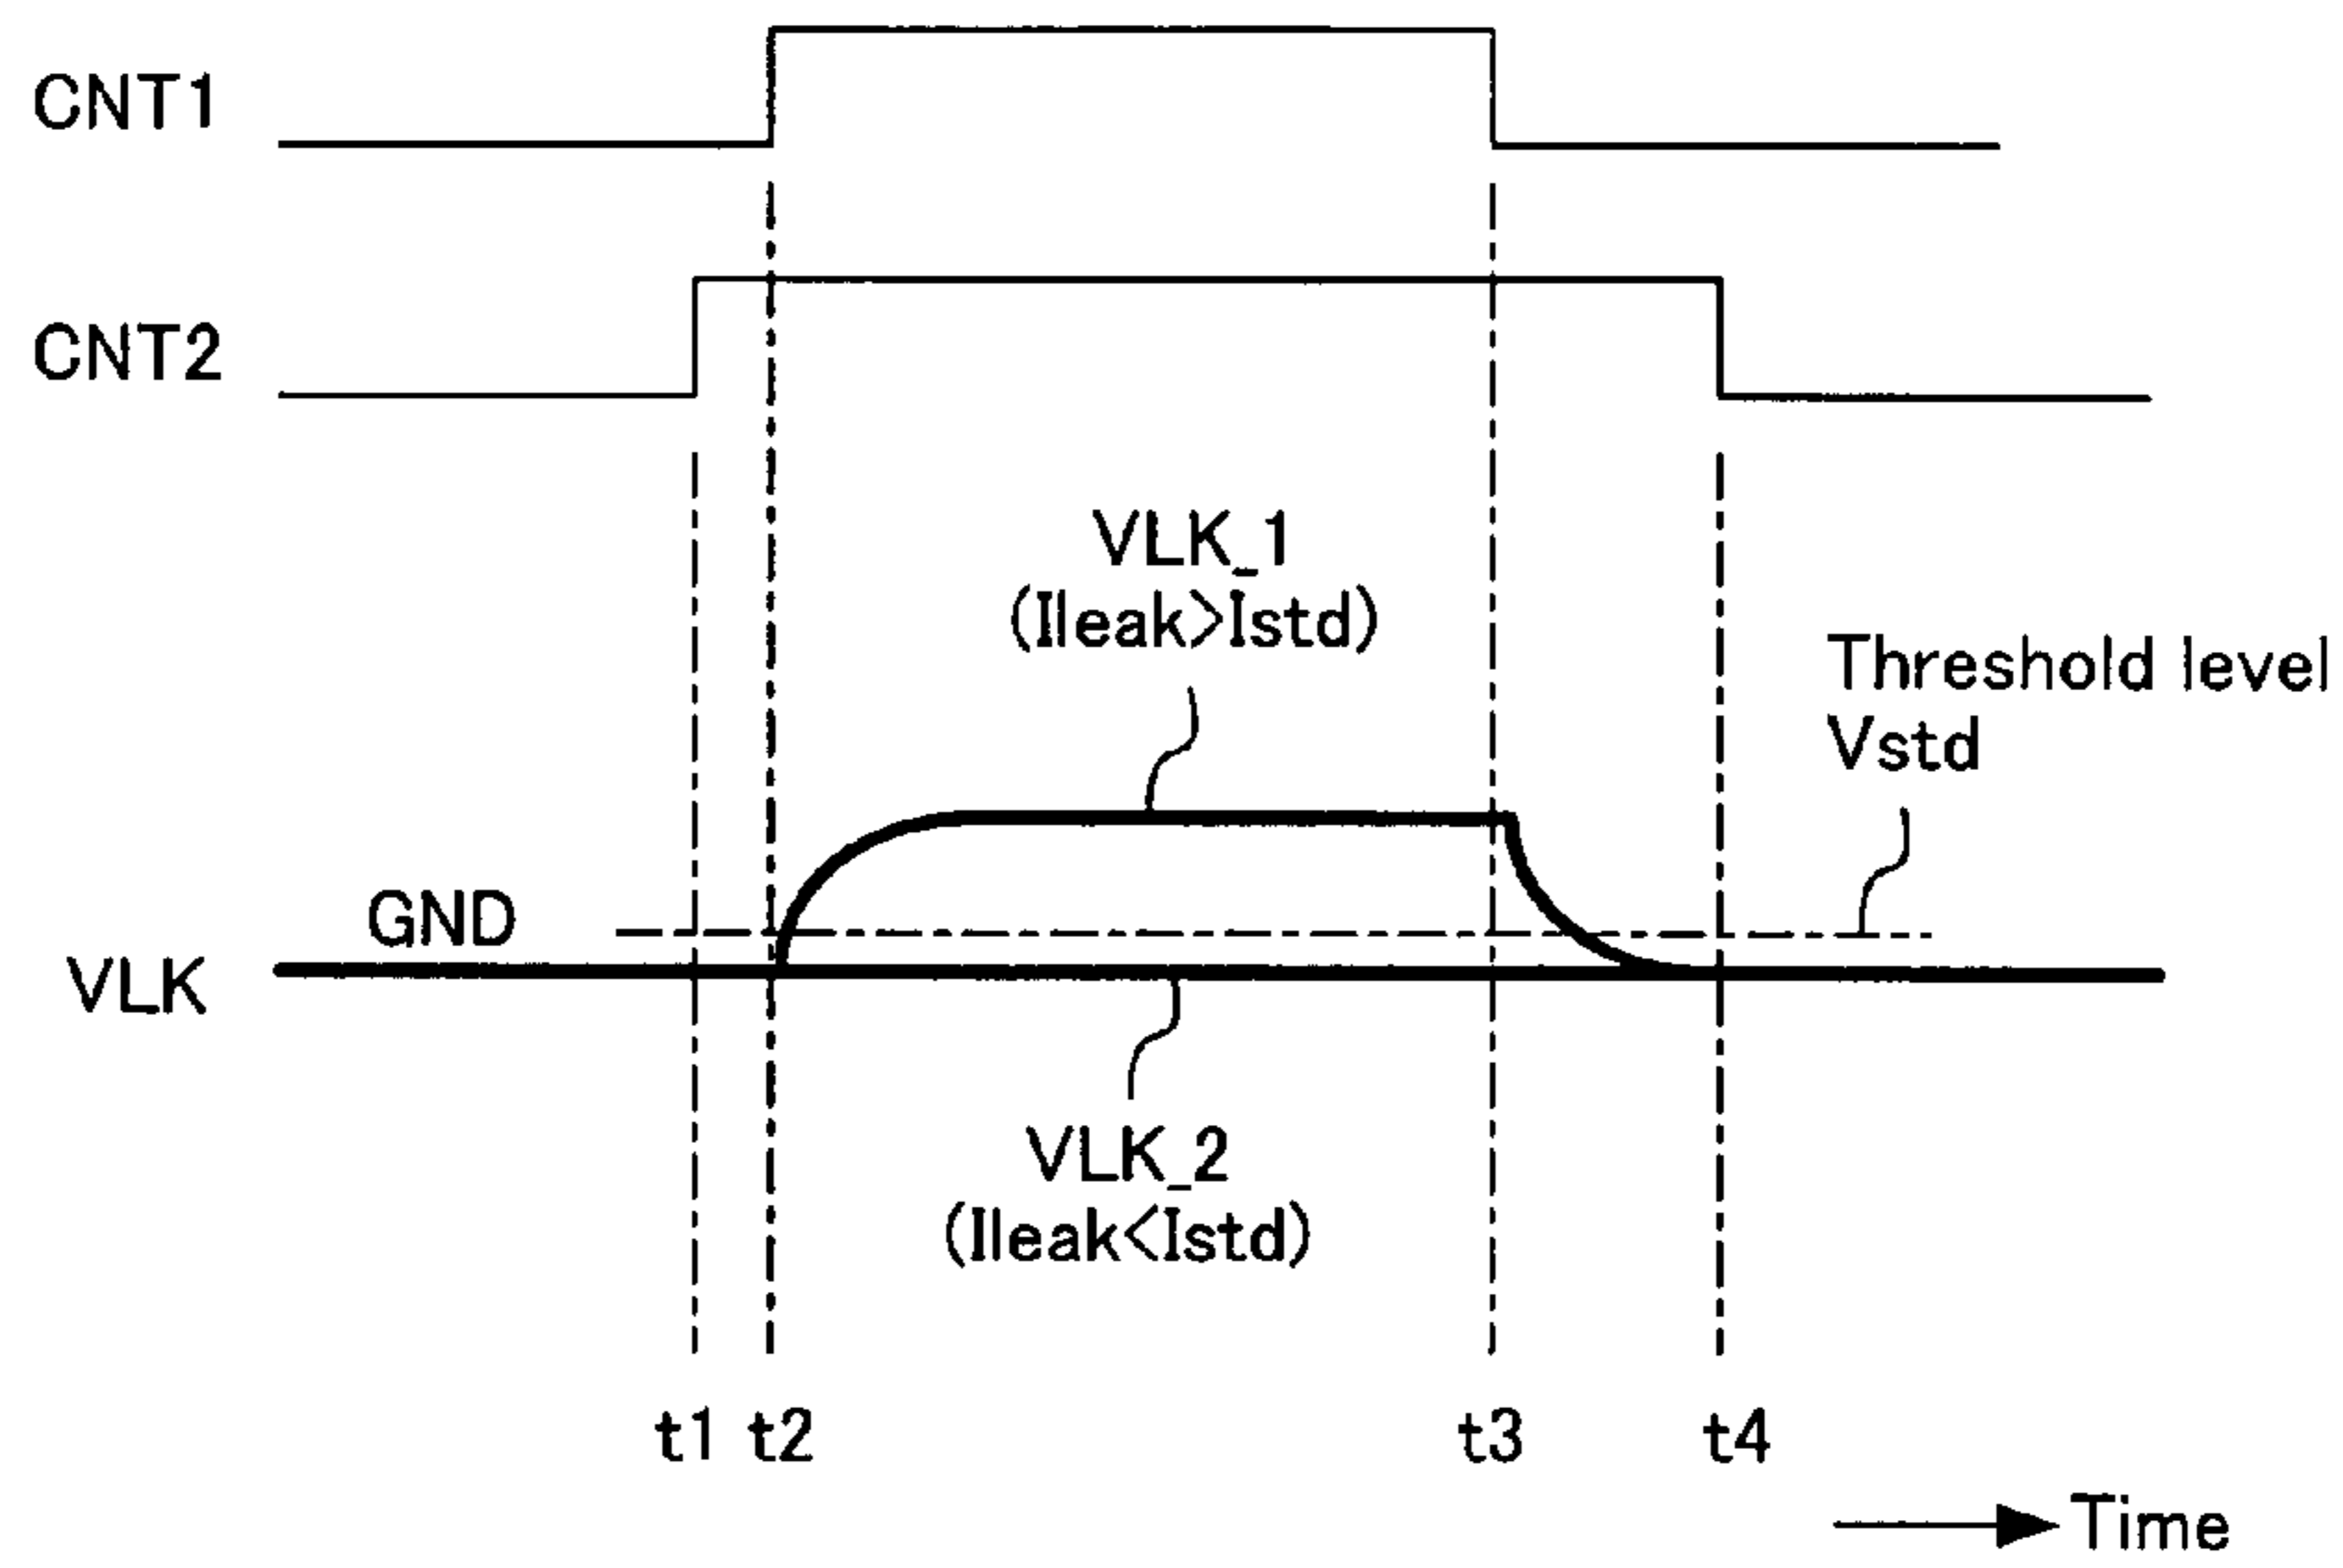 CNT1
CNT2
VLK_1
(Ileak>Istd)
Threshold level
Vstd
GND
VLK
VLK_2
(Ileak<Istd)
t1 t2 t3 t4
Time